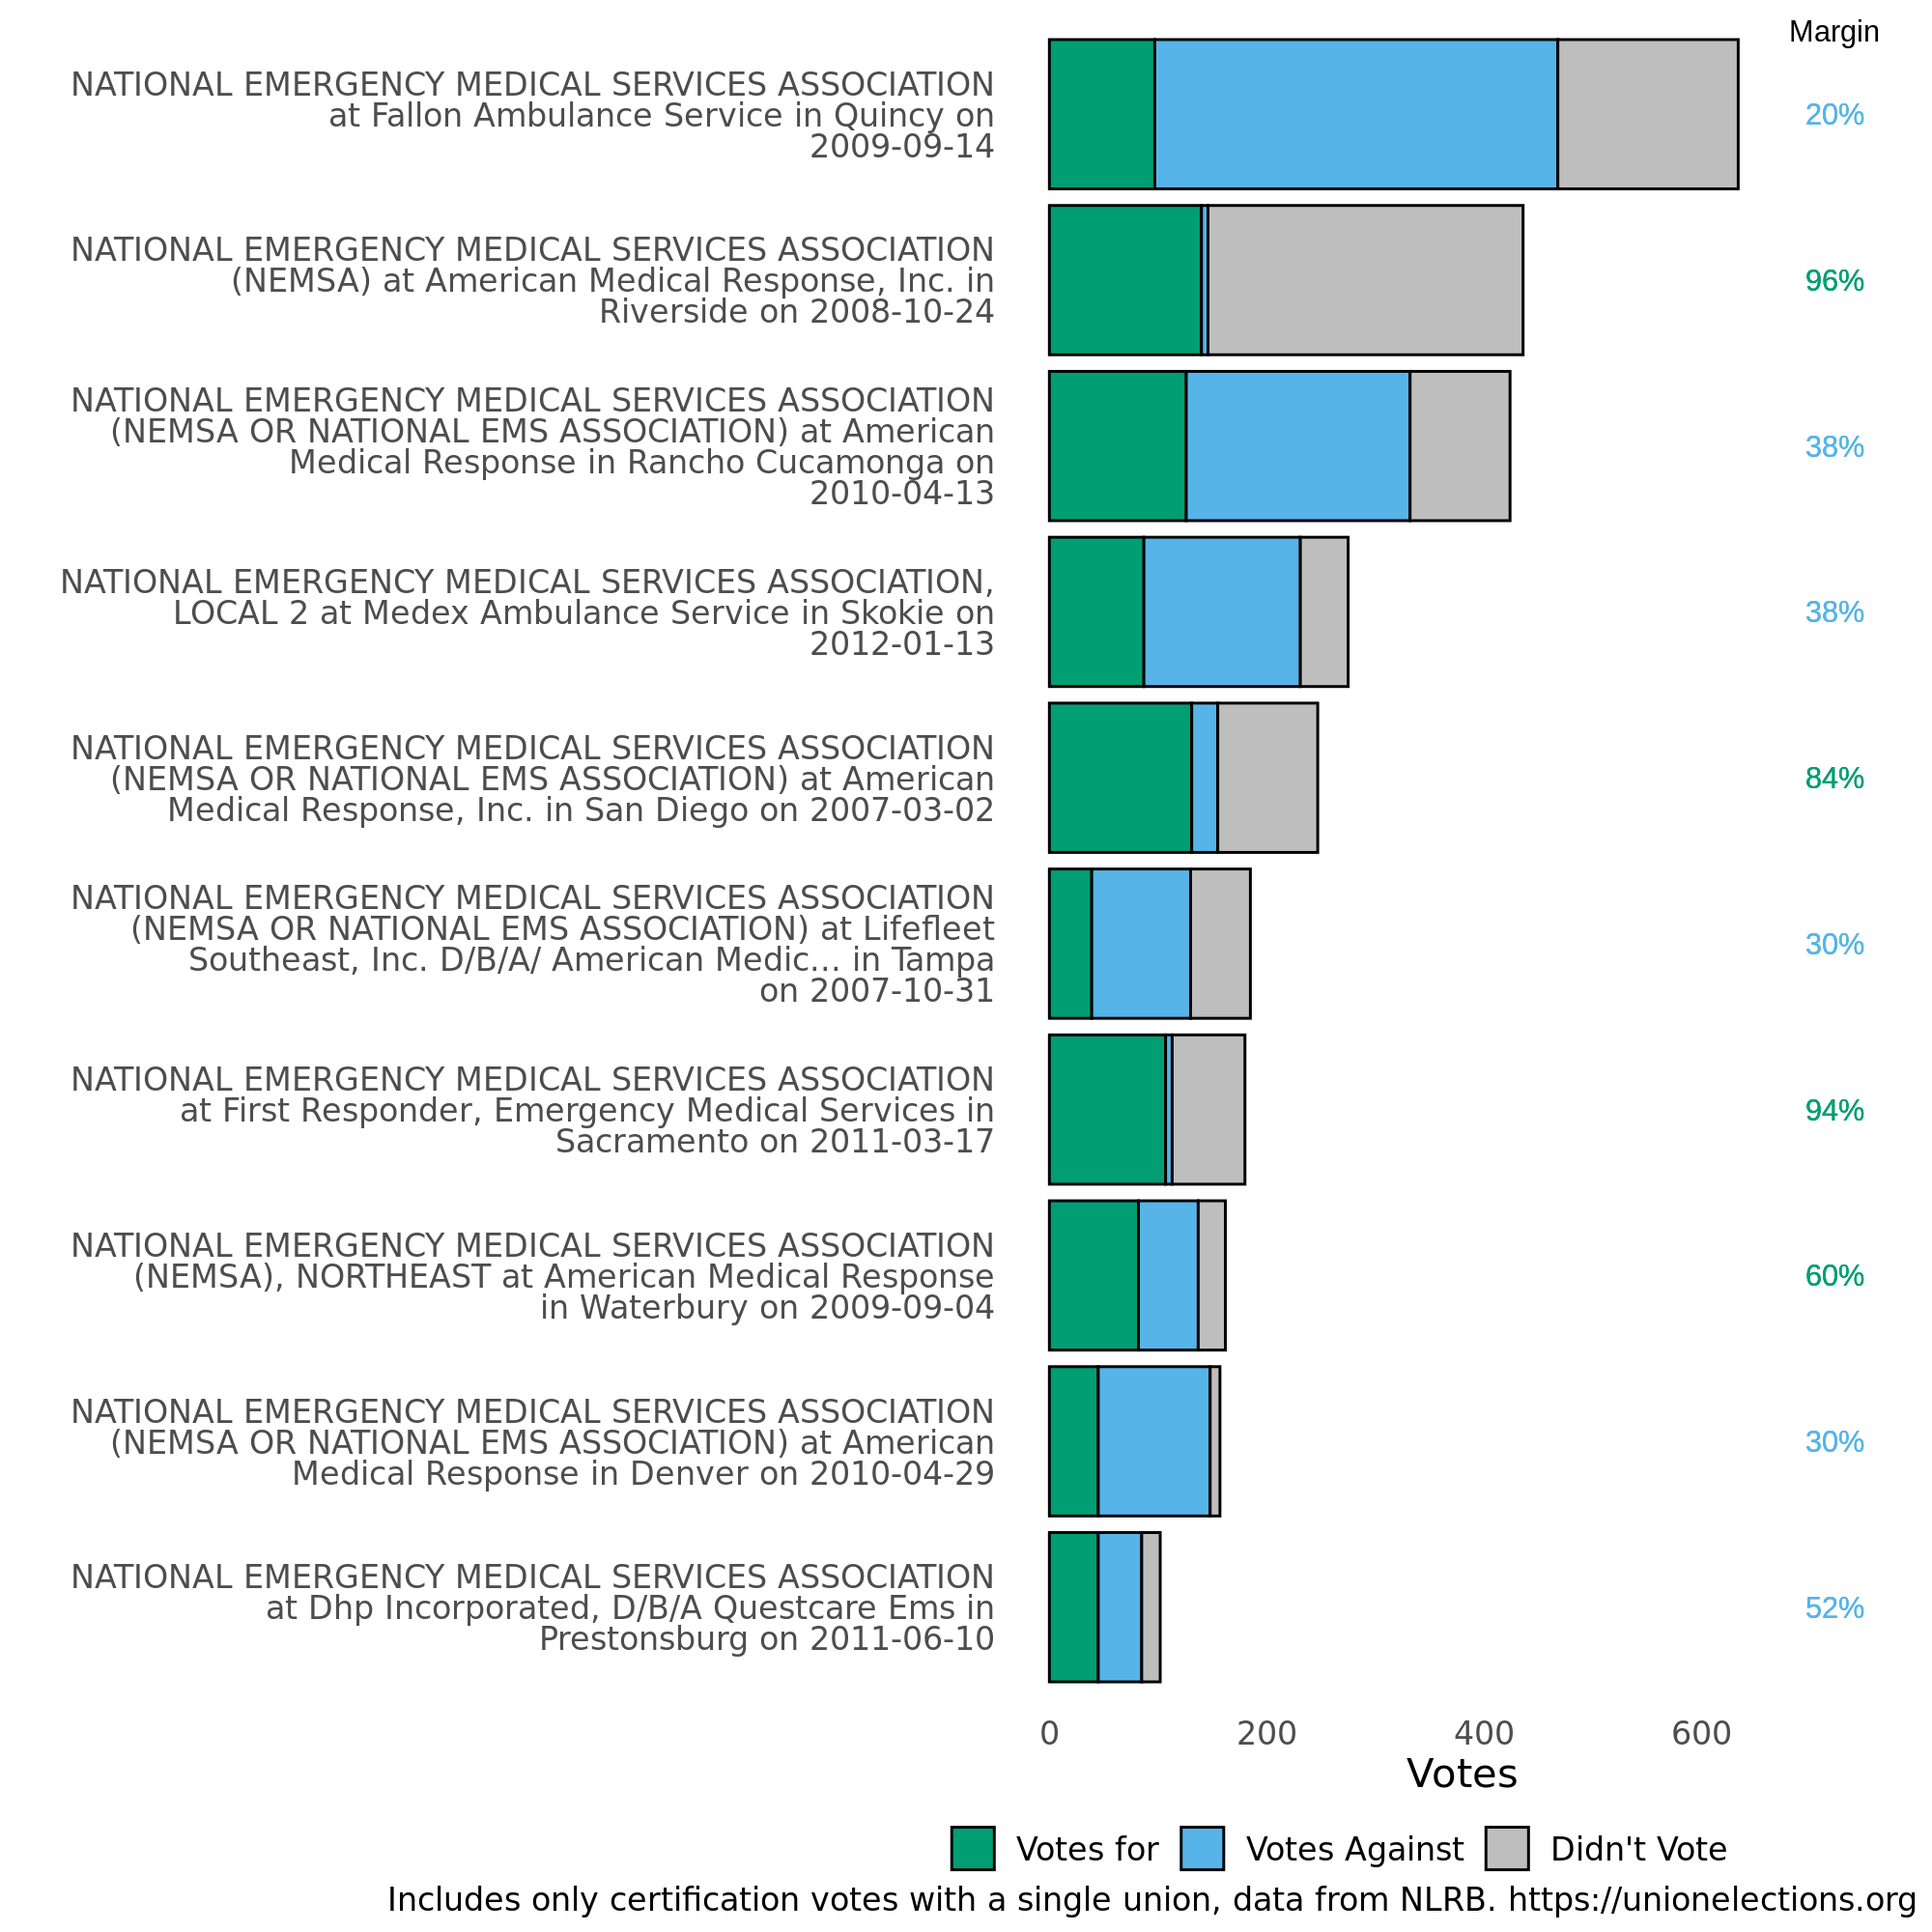 Margin
NATIONAL EMERGENCY MEDICAL SERVICES ASSOCIATION
at Fallon Ambulance Service in Quincy on
2009-09-14
20%
NATIONAL EMERGENCY MEDICAL SERVICES ASSOCIATION
(NEMSA) at American Medical Response, Inc. in
Riverside on 2008-10-24
96%
NATIONAL EMERGENCY MEDICAL SERVICES ASSOCIATION
(NEMSA OR NATIONAL EMS ASSOCIATION) at American
Medical Response in Rancho Cucamonga on
2010-04-13
38%
NATIONAL EMERGENCY MEDICAL SERVICES ASSOCIATION,
LOCAL 2 at Medex Ambulance Service in Skokie on
2012-01-13
38%
NATIONAL EMERGENCY MEDICAL SERVICES ASSOCIATION
(NEMSA OR NATIONAL EMS ASSOCIATION) at American
Medical Response, Inc. in San Diego on 2007-03-02
84%
NATIONAL EMERGENCY MEDICAL SERVICES ASSOCIATION
(NEMSA OR NATIONAL EMS ASSOCIATION) at Lifefleet
Southeast, Inc. D/B/A/ American Medic... in Tampa
on 2007-10-31
30%
NATIONAL EMERGENCY MEDICAL SERVICES ASSOCIATION
at First Responder, Emergency Medical Services in
Sacramento on 2011-03-17
94%
NATIONAL EMERGENCY MEDICAL SERVICES ASSOCIATION
(NEMSA), NORTHEAST at American Medical Response
in Waterbury on 2009-09-04
60%
NATIONAL EMERGENCY MEDICAL SERVICES ASSOCIATION
(NEMSA OR NATIONAL EMS ASSOCIATION) at American
Medical Response in Denver on 2010-04-29
30%
NATIONAL EMERGENCY MEDICAL SERVICES ASSOCIATION
at Dhp Incorporated, D/B/A Questcare Ems in
Prestonsburg on 2011-06-10
52%
0 200 400 600
Votes
Votes for Votes Against Didn't Vote
Includes only certification votes with a single union, data from NLRB. https://unionelections.org